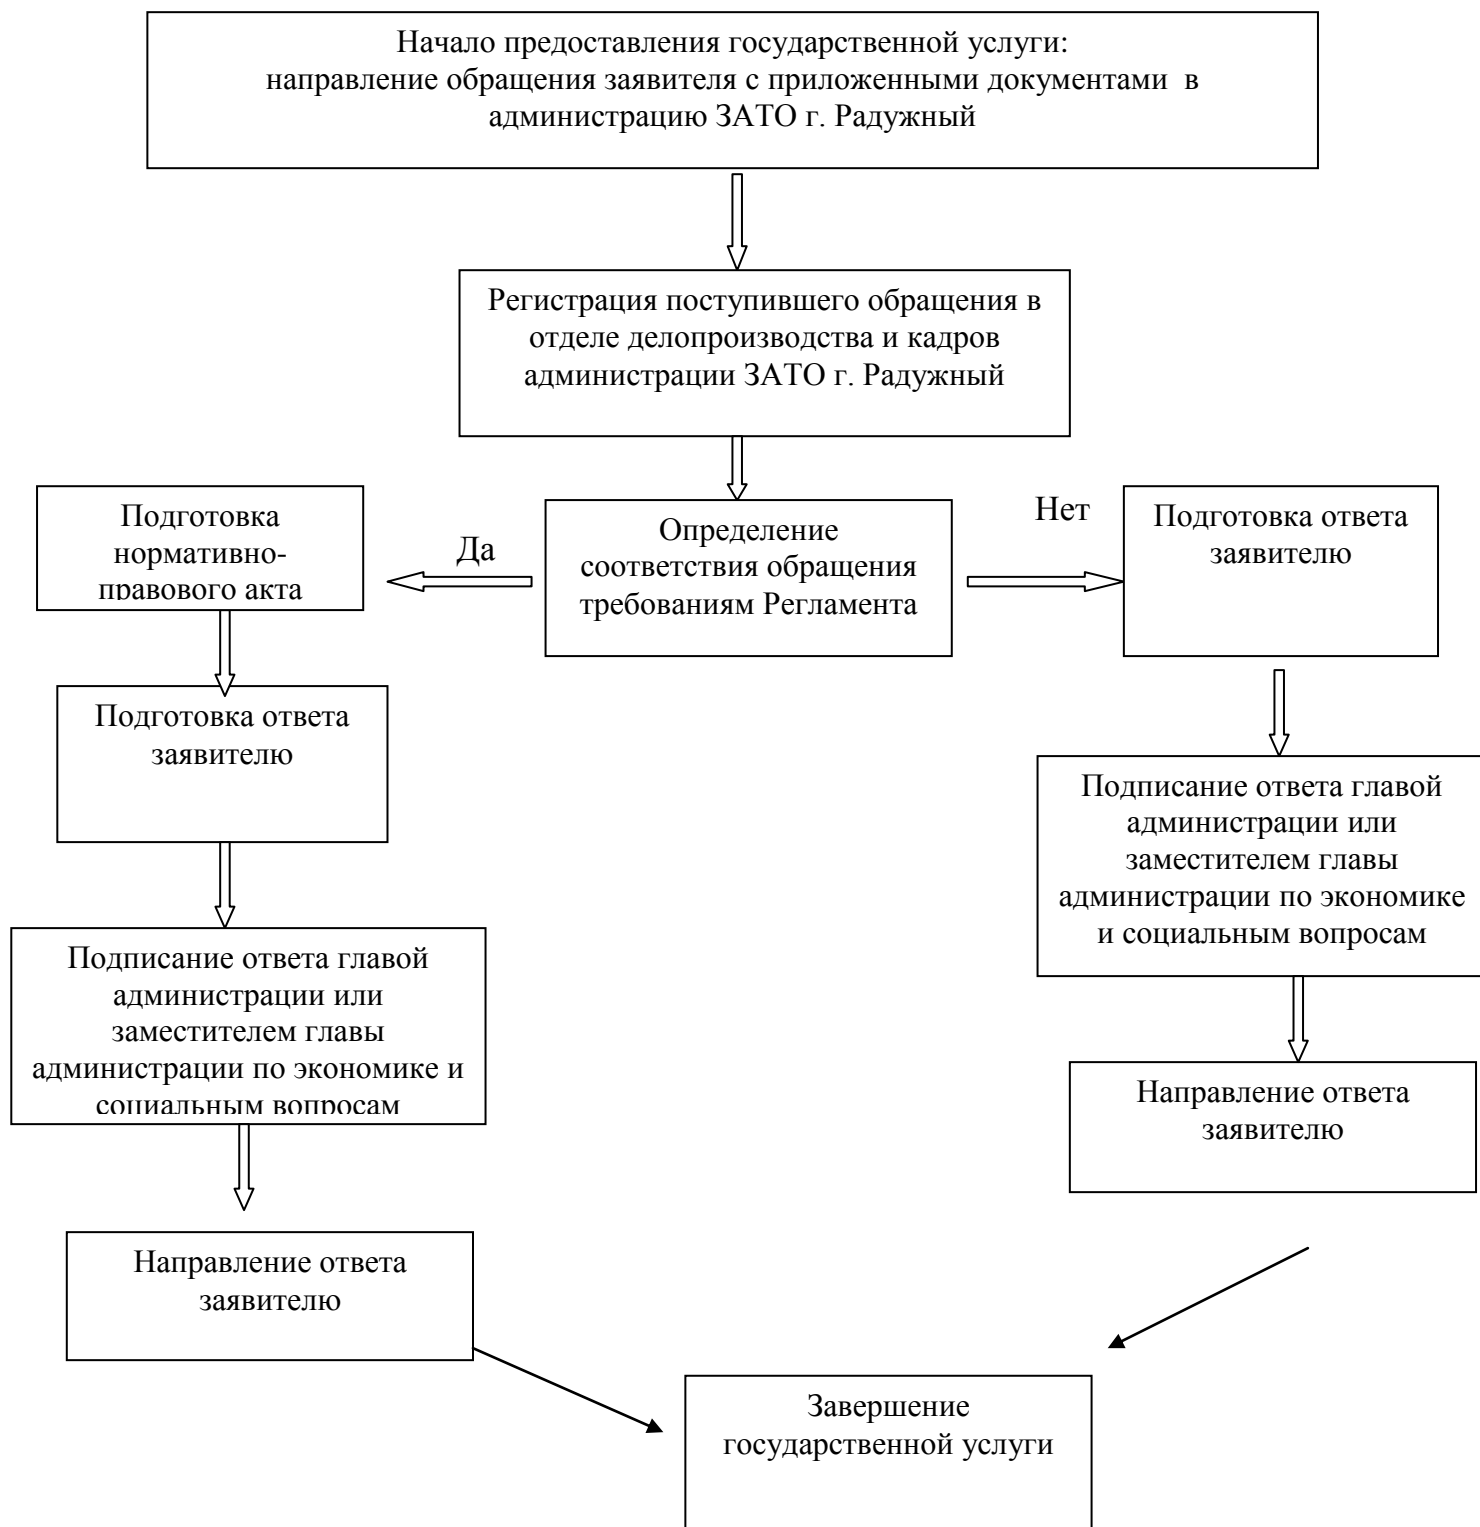 Начало предоставления государственной услуги:
направление обращения заявителя с приложенными документами в
администрацию ЗАТО г. Радужный
Регистрация поступившего обращения в
отделе делопроизводства и кадров
администрации ЗАТО г. Радужный
Подготовка
нормативно-
правового акта
Да
Определение
соответствия обращения
требованиям Регламента
Нет
Подготовка ответа
заявителю
Подготовка ответа
заявителю
Подписание ответа главой
администрации или
заместителем главы
администрации по экономике
и социальным вопросам
Подписание ответа главой
администрации или
заместителем главы
администрации по экономике и
социальным вопросам
Направление ответа
заявителю
Направление ответа
заявителю
Завершение
государственной услуги